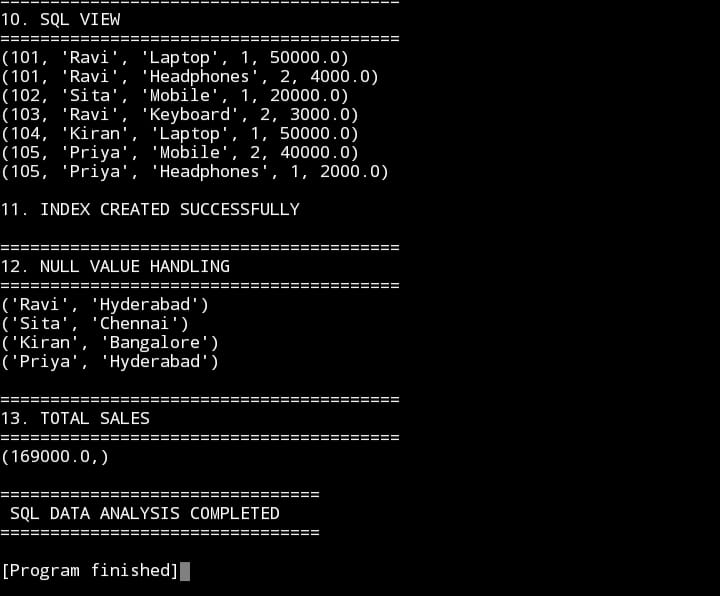 ========================================
10. SQL VIEW
========================================
(101, 'Ravi', 'Laptop', 1, 50000.0)
(101, 'Ravi', 'Headphones', 2, 4000.0)
(102, 'Sita', 'Mobile', 1, 20000.0)
(103, 'Ravi', 'Keyboard', 2, 3000.0)
(104, 'Kiran', 'Laptop', 1, 50000.0)
(105, 'Priya', 'Mobile', 2, 40000.0)
(105, 'Priya', 'Headphones', 1, 2000.0)
11. INDEX CREATED SUCCESSFULLY
========================================
12. NULL VALUE HANDLING
========================================
('Ravi', 'Hyderabad')
('Sita', 'Chennai')
('Kiran', 'Bangalore')
('Priya', 'Hyderabad')
========================================
13. TOTAL SALES
========================================
(169000.0,)
================================
SQL DATA ANALYSIS COMPLETED
================================
[Program finished]